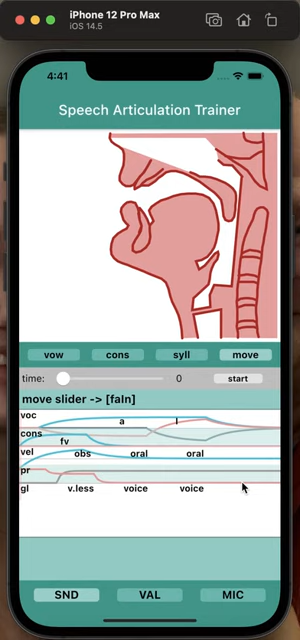 iPhone 12 Pro Max
iOS 14.5
4:41
Speech Articulation Trainer
vow cons syll move
time: 0 start
move slider -> [faIn]
voc
a I
cons
fv
vel obs oral oral
pr
gl v.less voice voice
SND VAL MIC